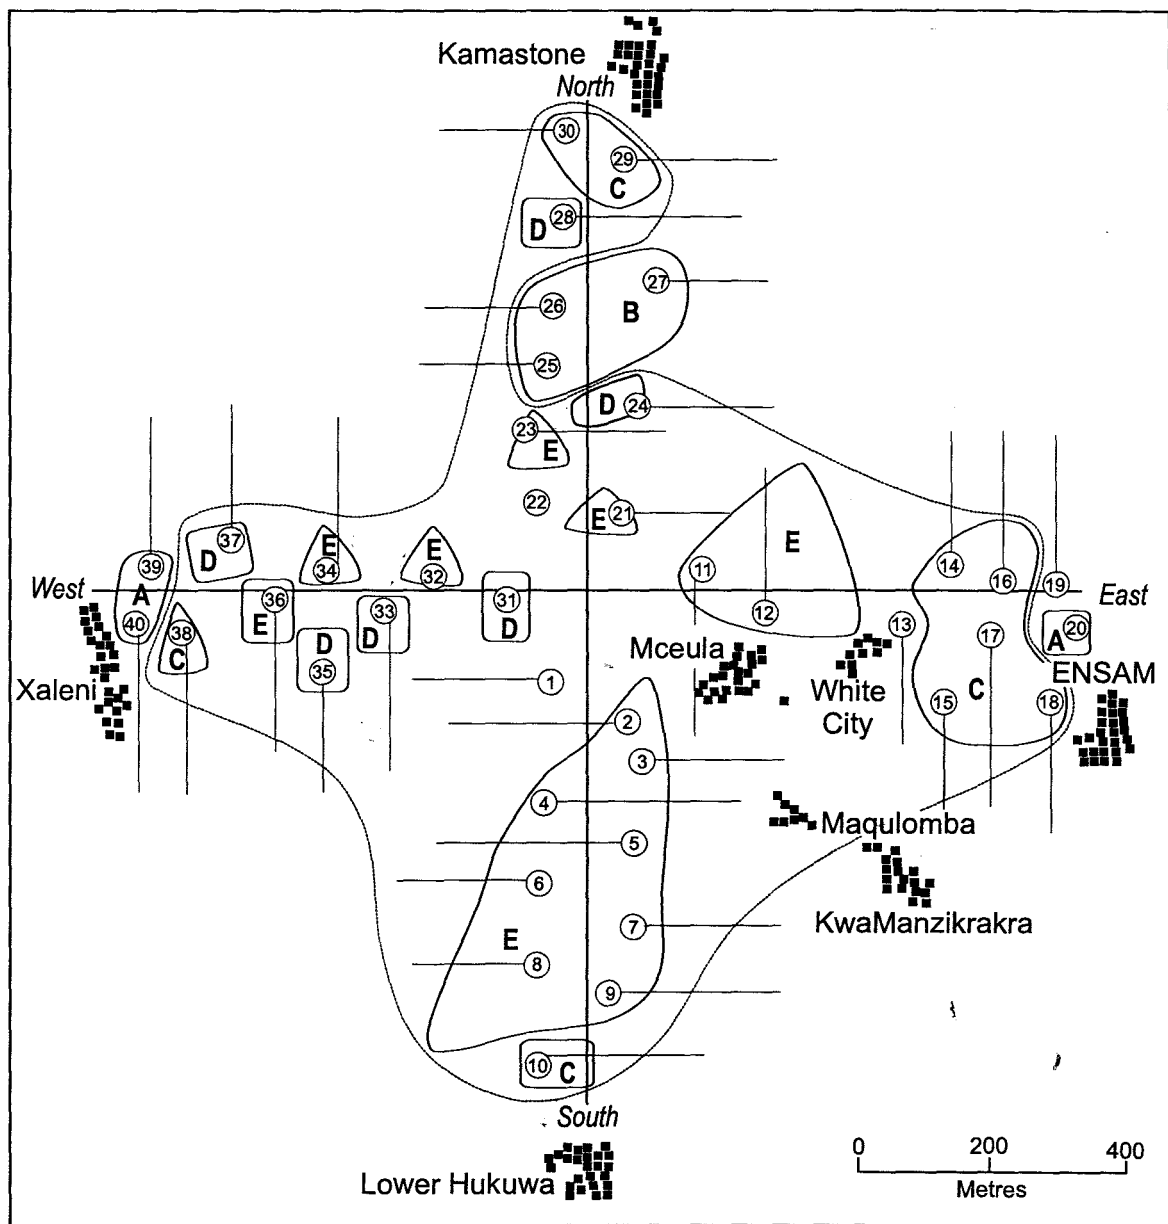 Kamastone
North
30
29
C
28
D
27
26
B
25
D
24
23
E
22
E
21
37
D
E
34
E
32
E
11
14
16
19
39
West
A
East
36
31
33
12
13
20
40
38
E
D
D
D
17
A
C
35
Mceula
White
City
ENSAM
Xaleni
1
C
15
18
2
3
4
Maqulomba
5
6
7
KwaManzikrakra
E
8
9
10
C
South
Lower Hukuwa
0
200
400
Metres